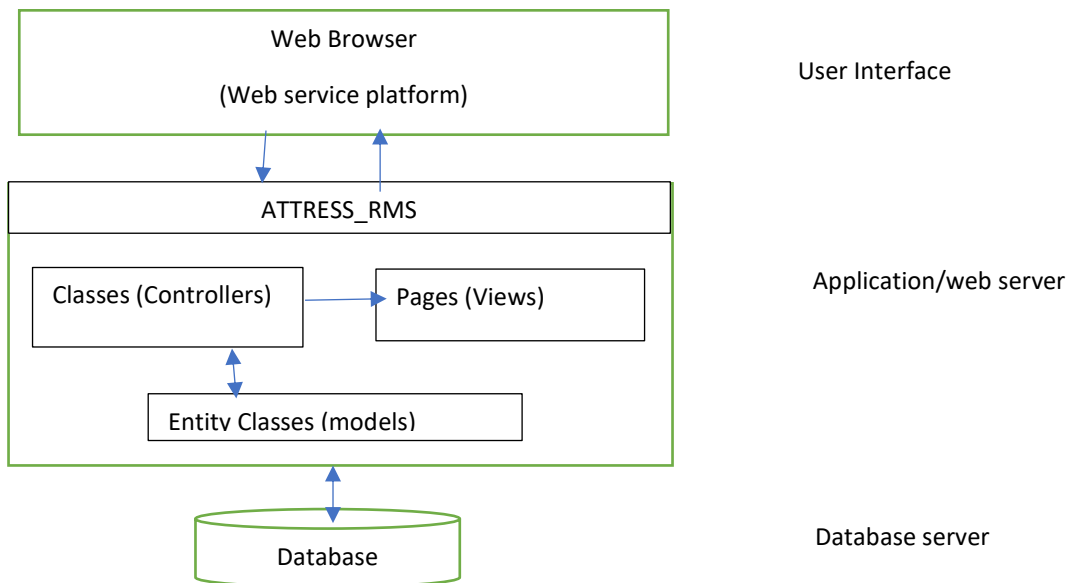 Web Browser
(Web service platform)
User Interface
ATTRESS_RMS
Classes (Controllers)
Pages (Views)
Application/web server
Entity Classes (models)
Database
Database server